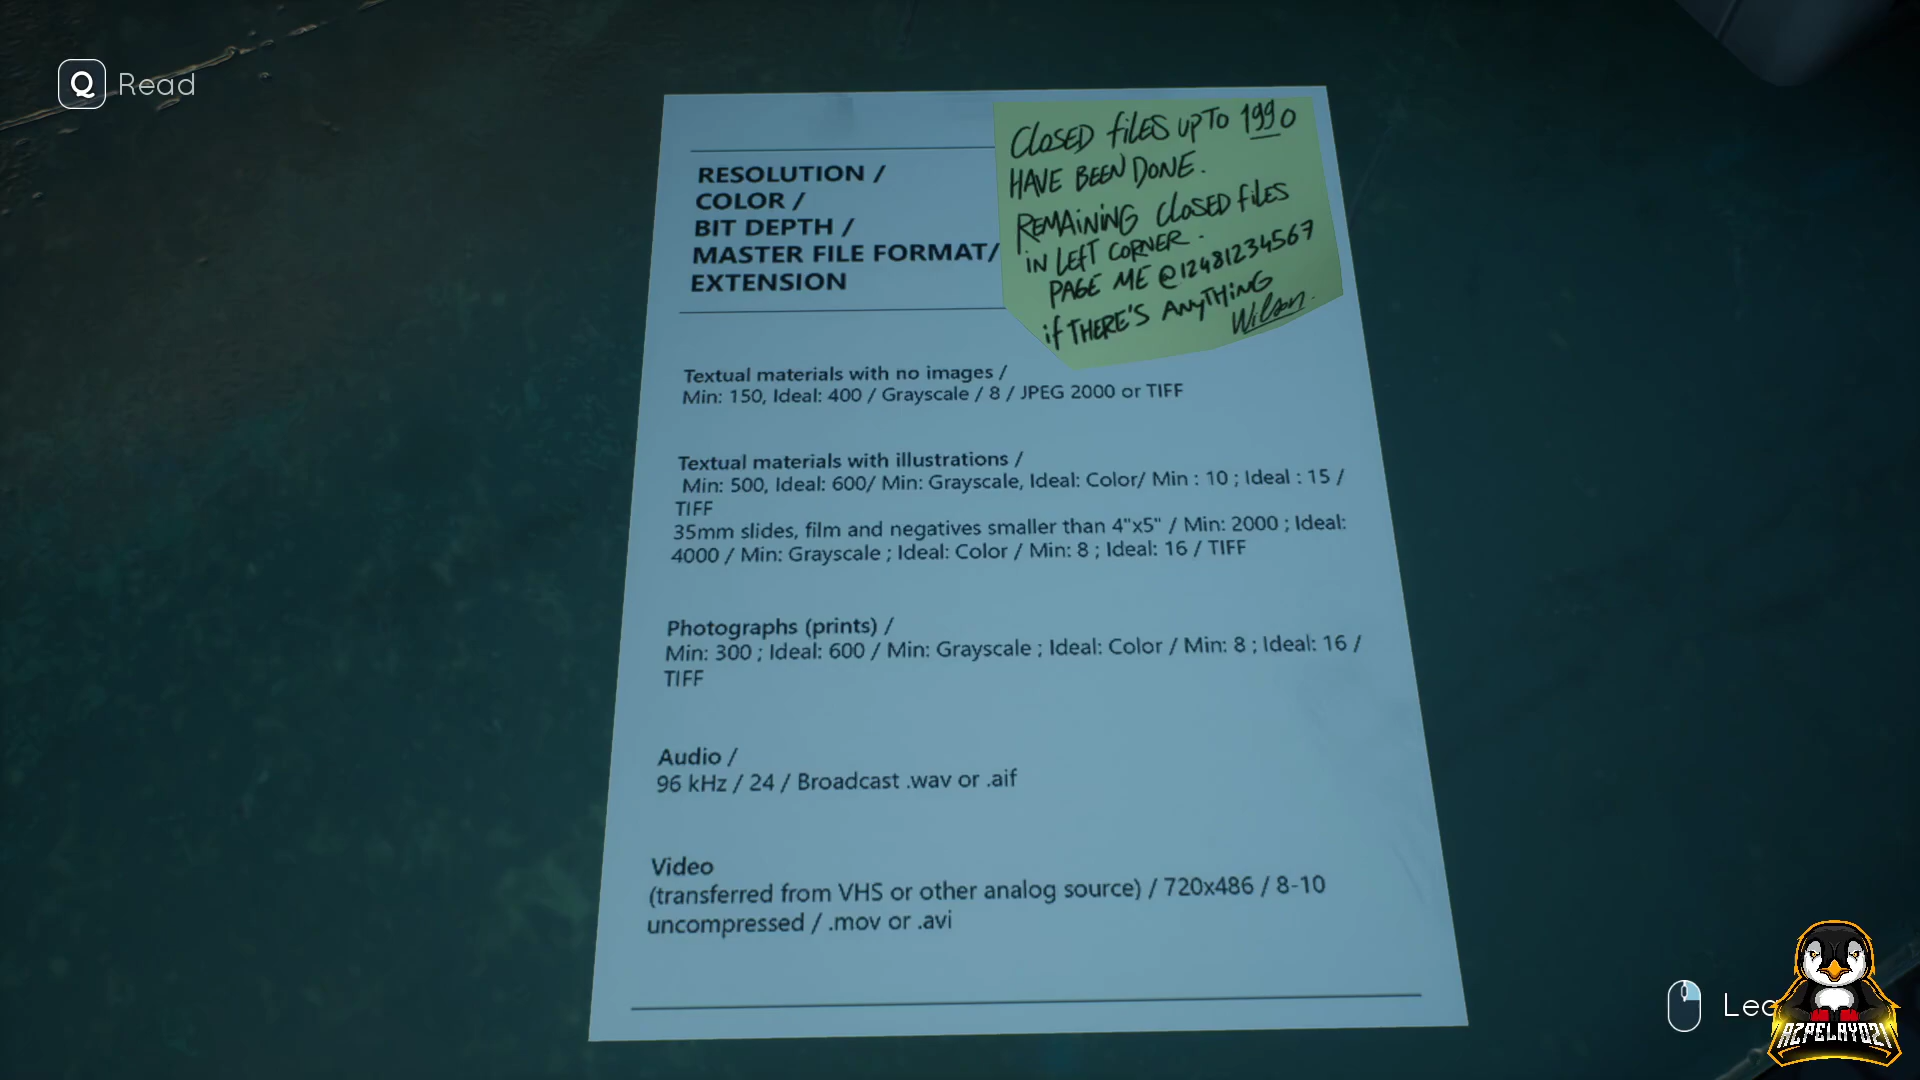 Q Read
RESOLUTION /
COLOR /
BIT DEPTH /
MASTER FILE FORMAT/
EXTENSION
CLOSED FILES UP TO 1990
HAVE BEEN DONE.
REMAINING CLOSED FILES
IN LEFT CORNER.
PAGE ME @12481234567
if THERE'S ANYTHING
Wilson.
Textual materials with no images /
Min: 150, Ideal: 400 / Grayscale / 8 / JPEG 2000 or TIFF
Textual materials with illustrations /
Min: 500, Ideal: 600/ Min: Grayscale, Ideal: Color/ Min : 10 ; Ideal : 15 /
TIFF
35mm slides, film and negatives smaller than 4"x5" / Min: 2000 ; Ideal:
4000 / Min: Grayscale ; Ideal: Color / Min: 8 ; Ideal: 16 / TIFF
Photographs (prints) /
Min: 300 ; Ideal: 600 / Min: Grayscale ; Ideal: Color / Min: 8 ; Ideal: 16 /
TIFF
Audio /
96 kHz / 24 / Broadcast .wav or .aif
Video
(transferred from VHS or other analog source) / 720x486 / 8-10
uncompressed / .mov or .avi
AZPELAYO21